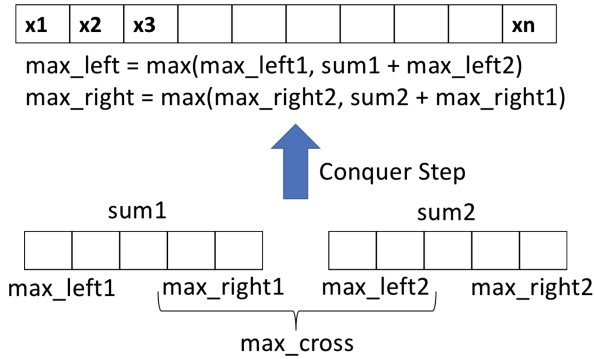 x1 x2 x3 xn
max_left = max(max_left1, sum1 + max_left2)
max_right = max(max_right2, sum2 + max_right1)
Conquer Step
sum1 sum2
max_left1 max_right1 max_left2 max_right2
max_cross